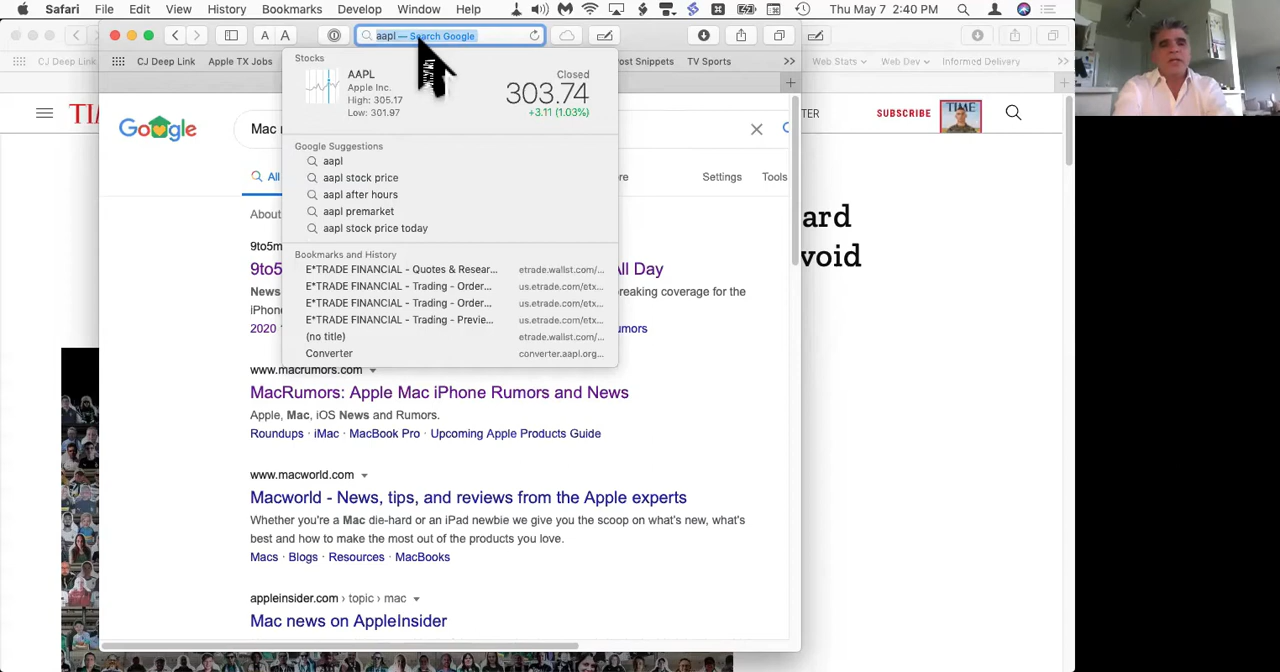 Safari File Edit View History Bookmarks Develop Window Help Thu May 7 2:40 PM
A A aapl — Search Google
CJ Deep Link CJ Deep Link Apple TX Jobs ost Snippets TV Sports Web Stats Web Dev Informed Delivery
Stocks
AAPL
Apple Inc.
High: 305.17
Low: 301.97
Closed
303.74
+3.11 (1.03%)
Google Suggestions
aapl
aapl stock price
aapl after hours
aapl premarket
aapl stock price today
Bookmarks and History
E*TRADE FINANCIAL - Quotes & Resear... etrade.wallst.com/...
E*TRADE FINANCIAL - Trading - Order... us.etrade.com/etx...
E*TRADE FINANCIAL - Trading - Order... us.etrade.com/etx...
E*TRADE FINANCIAL - Trading - Previe... us.etrade.com/etx...
(no title) etrade.wallst.com/...
Converter converter.aapl.org...
TI Google Mac TER SUBSCRIBE TIME
All re Settings Tools
About
9to5m
9to5 All Day
News reaking coverage for the
iPhon
2020 umors
www.macrumors.com
MacRumors: Apple Mac iPhone Rumors and News
Apple, Mac, iOS News and Rumors.
Roundups · iMac · MacBook Pro · Upcoming Apple Products Guide
www.macworld.com
Macworld - News, tips, and reviews from the Apple experts
Whether you're a Mac die-hard or an iPad newbie we give you the scoop on what's new, what's
best and how to make the most out of the products you love.
Macs · Blogs · Resources · MacBooks
appleinsider.com › topic › mac
Mac news on AppleInsider
ard
void